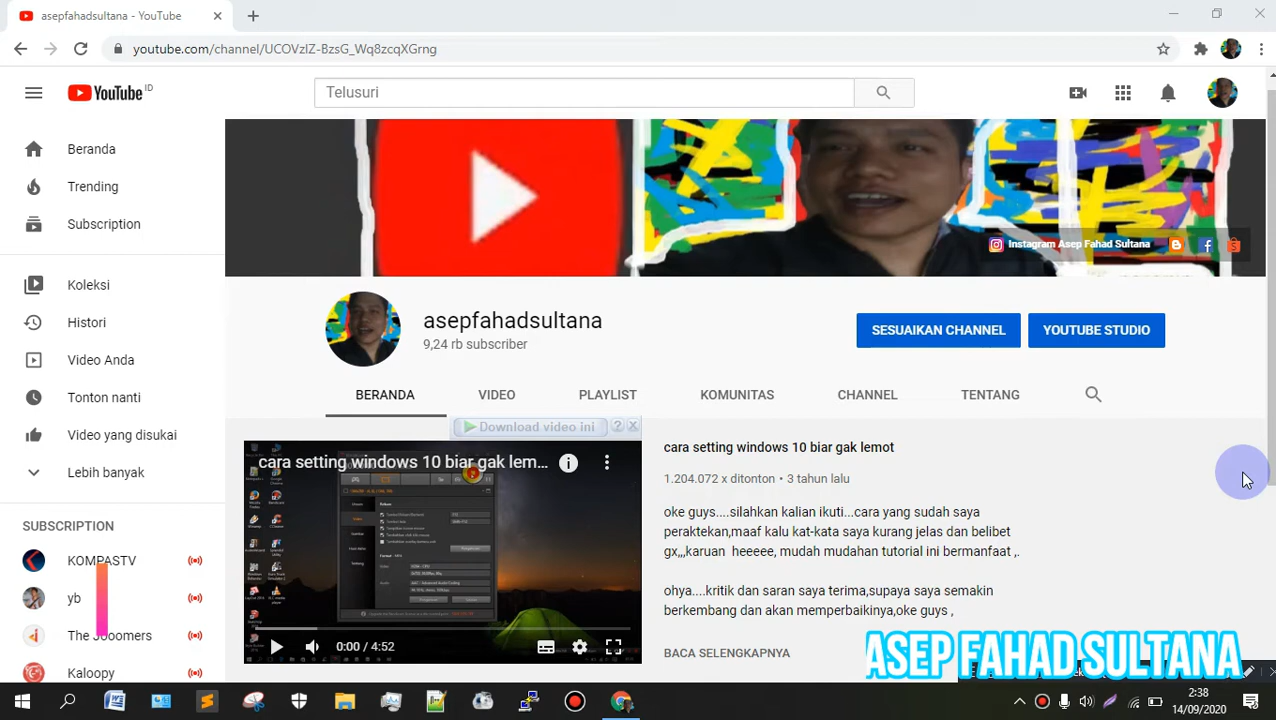 asepfahadsultana - YouTube
youtube.com/channel/UCOVzIZ-BzsG_Wq8zcqXGrng
YouTube ID
Telusuri
Beranda
Trending
Subscription
Koleksi
Histori
Video Anda
Tonton nanti
Video yang disukai
Lebih banyak
SUBSCRIPTION
KOMPASTV
yb
The Jooomers
Kaloopy
Instagram Asep Fahad Sultana
asepfahadsultana
9,24 rb subscriber
SESUAIKAN CHANNEL
YOUTUBE STUDIO
BERANDA
VIDEO
PLAYLIST
KOMUNITAS
CHANNEL
TENTANG
Download video ini
cara setting windows 10 biar gak lem...
0:00 / 4:52
cara setting windows 10 biar gak lemot
1.204.072 x ditonton • 3 tahun lalu
oke guys....silahkan kalian ikuti...cara yang sudah saya
peraktekan,maf kalu kata-katanya kurang jelas dan belibet
gx,,,karuan heeeee, mudah mudahan tutorial ini bermanfaat ,.
ohya...kritik dan saran saya terima supaya saya semakin
berkembang dan akan saya perbaikinya,oke guys ,
BACA SELENGKAPNYA
ASEP FAHAD SULTANA
2:38
14/09/2020